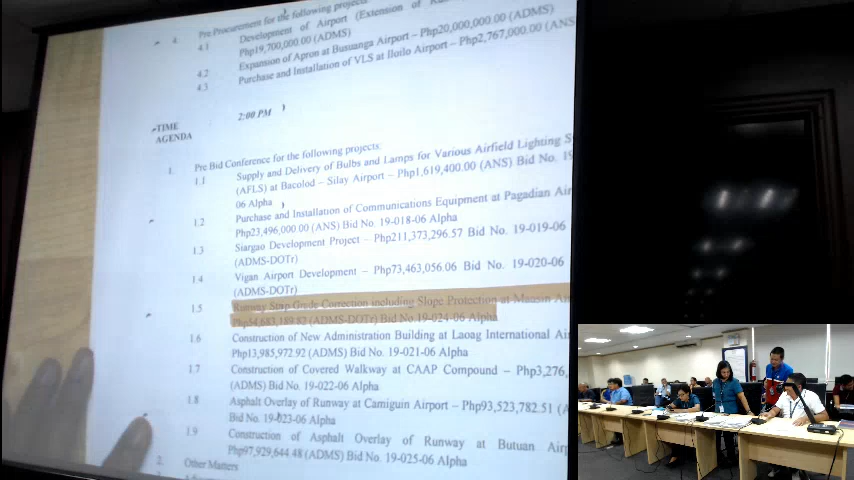 4. Pre Procurement for the following projects
4.1 Development of Airport (Extension of
Php19,700,000.00 (ADMS)
4.2 Expansion of Apron at Busuanga Airport – Php20,000,000.00 (ADMS)
4.3 Purchase and Installation of VLS at Iloilo Airport – Php2,767,000.00 (ANS
TIME 2:00 PM
AGENDA
1. Pre Bid Conference for the following projects:
1.1 Supply and Delivery of Bulbs and Lamps for Various Airfield Lighting S
(AFLS) at Bacolod – Silay Airport – Php1,619,400.00 (ANS) Bid No. 19
06 Alpha
1.2 Purchase and Installation of Communications Equipment at Pagadian Air
Php23,496,000.00 (ANS) Bid No. 19-018-06 Alpha
1.3 Siargao Development Project – Php211,373,296.57 Bid No. 19-019-06
(ADMS-DOTr)
1.4 Vigan Airport Development – Php73,463,056.06 Bid No. 19-020-06
(ADMS-DOTr)
1.5 Runway Strip Grade Correction including Slope Protection at Maasin Air
Php54,683,189.82 (ADMS-DOTr) Bid No. 19-024-06 Alpha
1.6 Construction of New Administration Building at Laoag International Air
Php13,985,972.92 (ADMS) Bid No. 19-021-06 Alpha
1.7 Construction of Covered Walkway at CAAP Compound – Php3,276,
(ADMS) Bid No. 19-022-06 Alpha
1.8 Asphalt Overlay of Runway at Camiguin Airport – Php93,523,782.51 (A
Bid No. 19-023-06 Alpha
1.9 Construction of Asphalt Overlay of Runway at Butuan Airp
Php97,929,644.48 (ADMS) Bid No. 19-025-06 Alpha
2. Other Matters